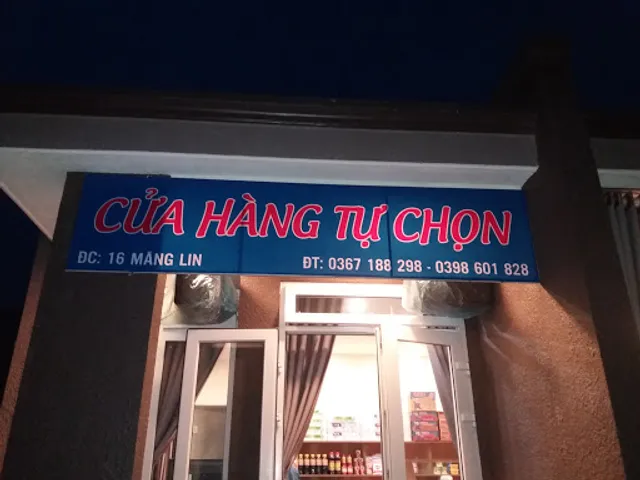 CỬA HÀNG TỰ CHỌN
ĐC: 16 MĂNG LIN ĐT: 0367 188 298 - 0398 601 828